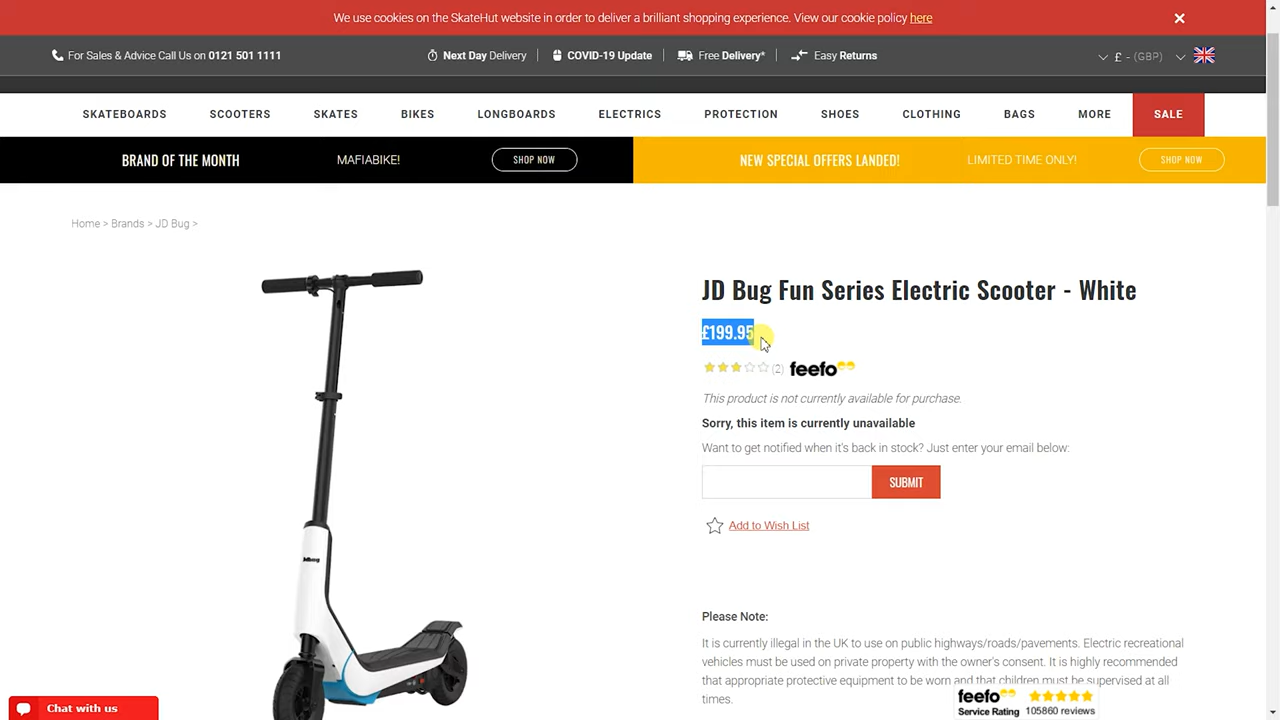 We use cookies on the SkateHut website in order to deliver a brilliant shopping experience. View our cookie policy here
For Sales & Advice Call Us on 0121 501 1111
Next Day Delivery
COVID-19 Update
Free Delivery*
Easy Returns
£ - (GBP)
SKATEBOARDS
SCOOTERS
SKATES
BIKES
LONGBOARDS
ELECTRICS
PROTECTION
SHOES
CLOTHING
BAGS
MORE
SALE
BRAND OF THE MONTH
MAFIABIKE!
SHOP NOW
NEW SPECIAL OFFERS LANDED!
LIMITED TIME ONLY!
SHOP NOW
Home > Brands > JD Bug >
JD Bug Fun Series Electric Scooter - White
£199.95
(2) feefo
This product is not currently available for purchase.
Sorry, this item is currently unavailable
Want to get notified when it's back in stock? Just enter your email below:
SUBMIT
Add to Wish List
Jdbug
Please Note:
It is currently illegal in the UK to use on public highways/roads/pavements. Electric recreational
vehicles must be used on private property with the owner's consent. It is highly recommended
that appropriate protective equipment to be worn and that children must be supervised at all
times.
feefo
Service Rating 105860 reviews
Chat with us